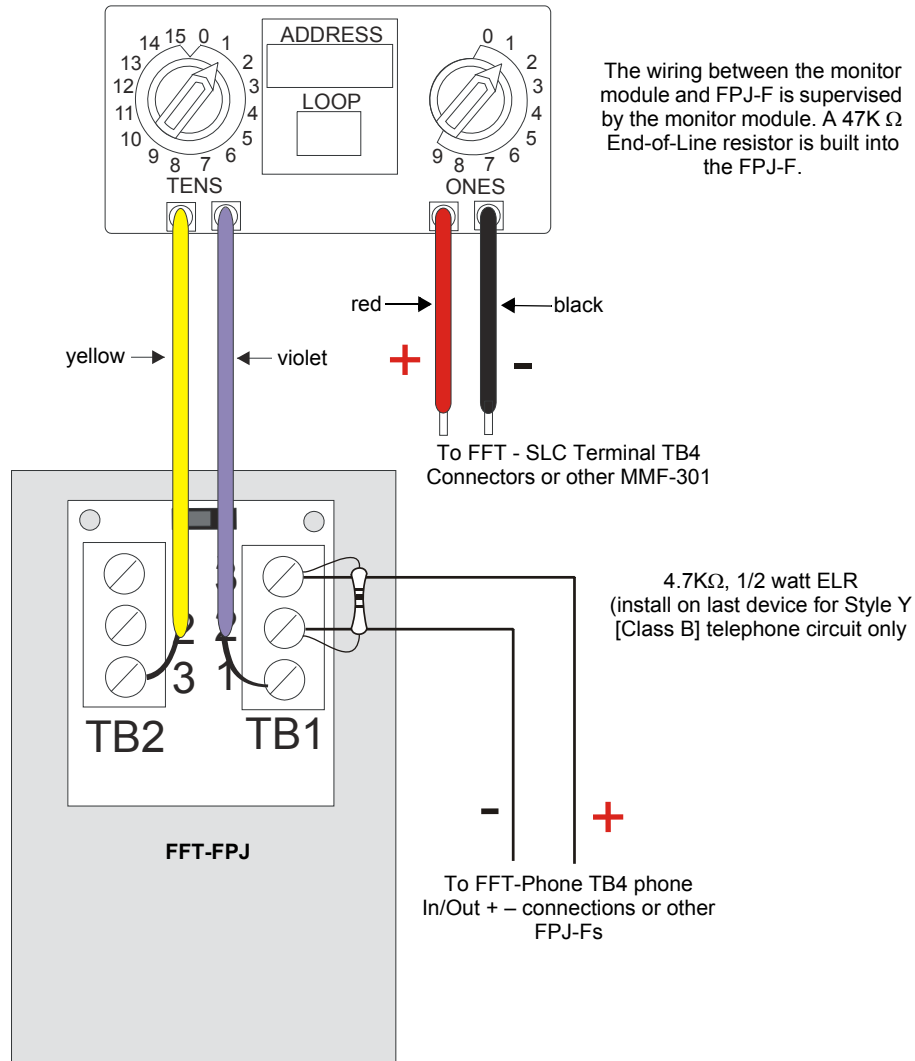 ADDRESS
LOOP
14 15 0 1
13 2
12 3
11 4
10 5
9 8 7 6
TENS
0 1
2
3
4
5
9 8 7 6
ONES
The wiring between the monitor
module and FPJ-F is supervised
by the monitor module. A 47K Ω
End-of-Line resistor is built into
the FPJ-F.
red
black
+
-
yellow
violet
To FFT - SLC Terminal TB4
Connectors or other MMF-301
4.7KΩ, 1/2 watt ELR
(install on last device for Style Y
[Class B] telephone circuit only
3
1
TB2
TB1
-
+
FFT-FPJ
To FFT-Phone TB4 phone
In/Out + – connections or other
FPJ-Fs